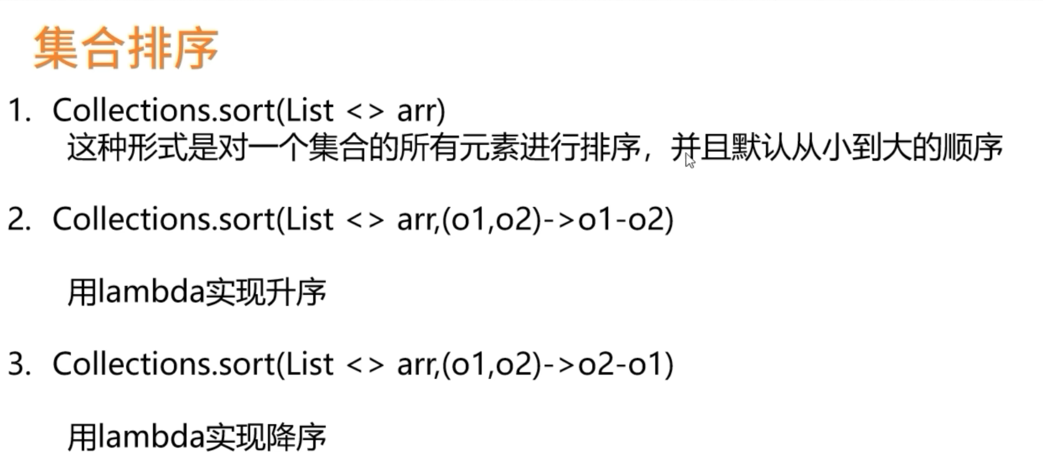 集合排序
1. Collections.sort(List <> arr)
这种形式是对一个集合的所有元素进行排序，并且默认从小到大的顺序
2. Collections.sort(List <> arr,(o1,o2)->o1-o2)
用lambda实现升序
3. Collections.sort(List <> arr,(o1,o2)->o2-o1)
用lambda实现降序